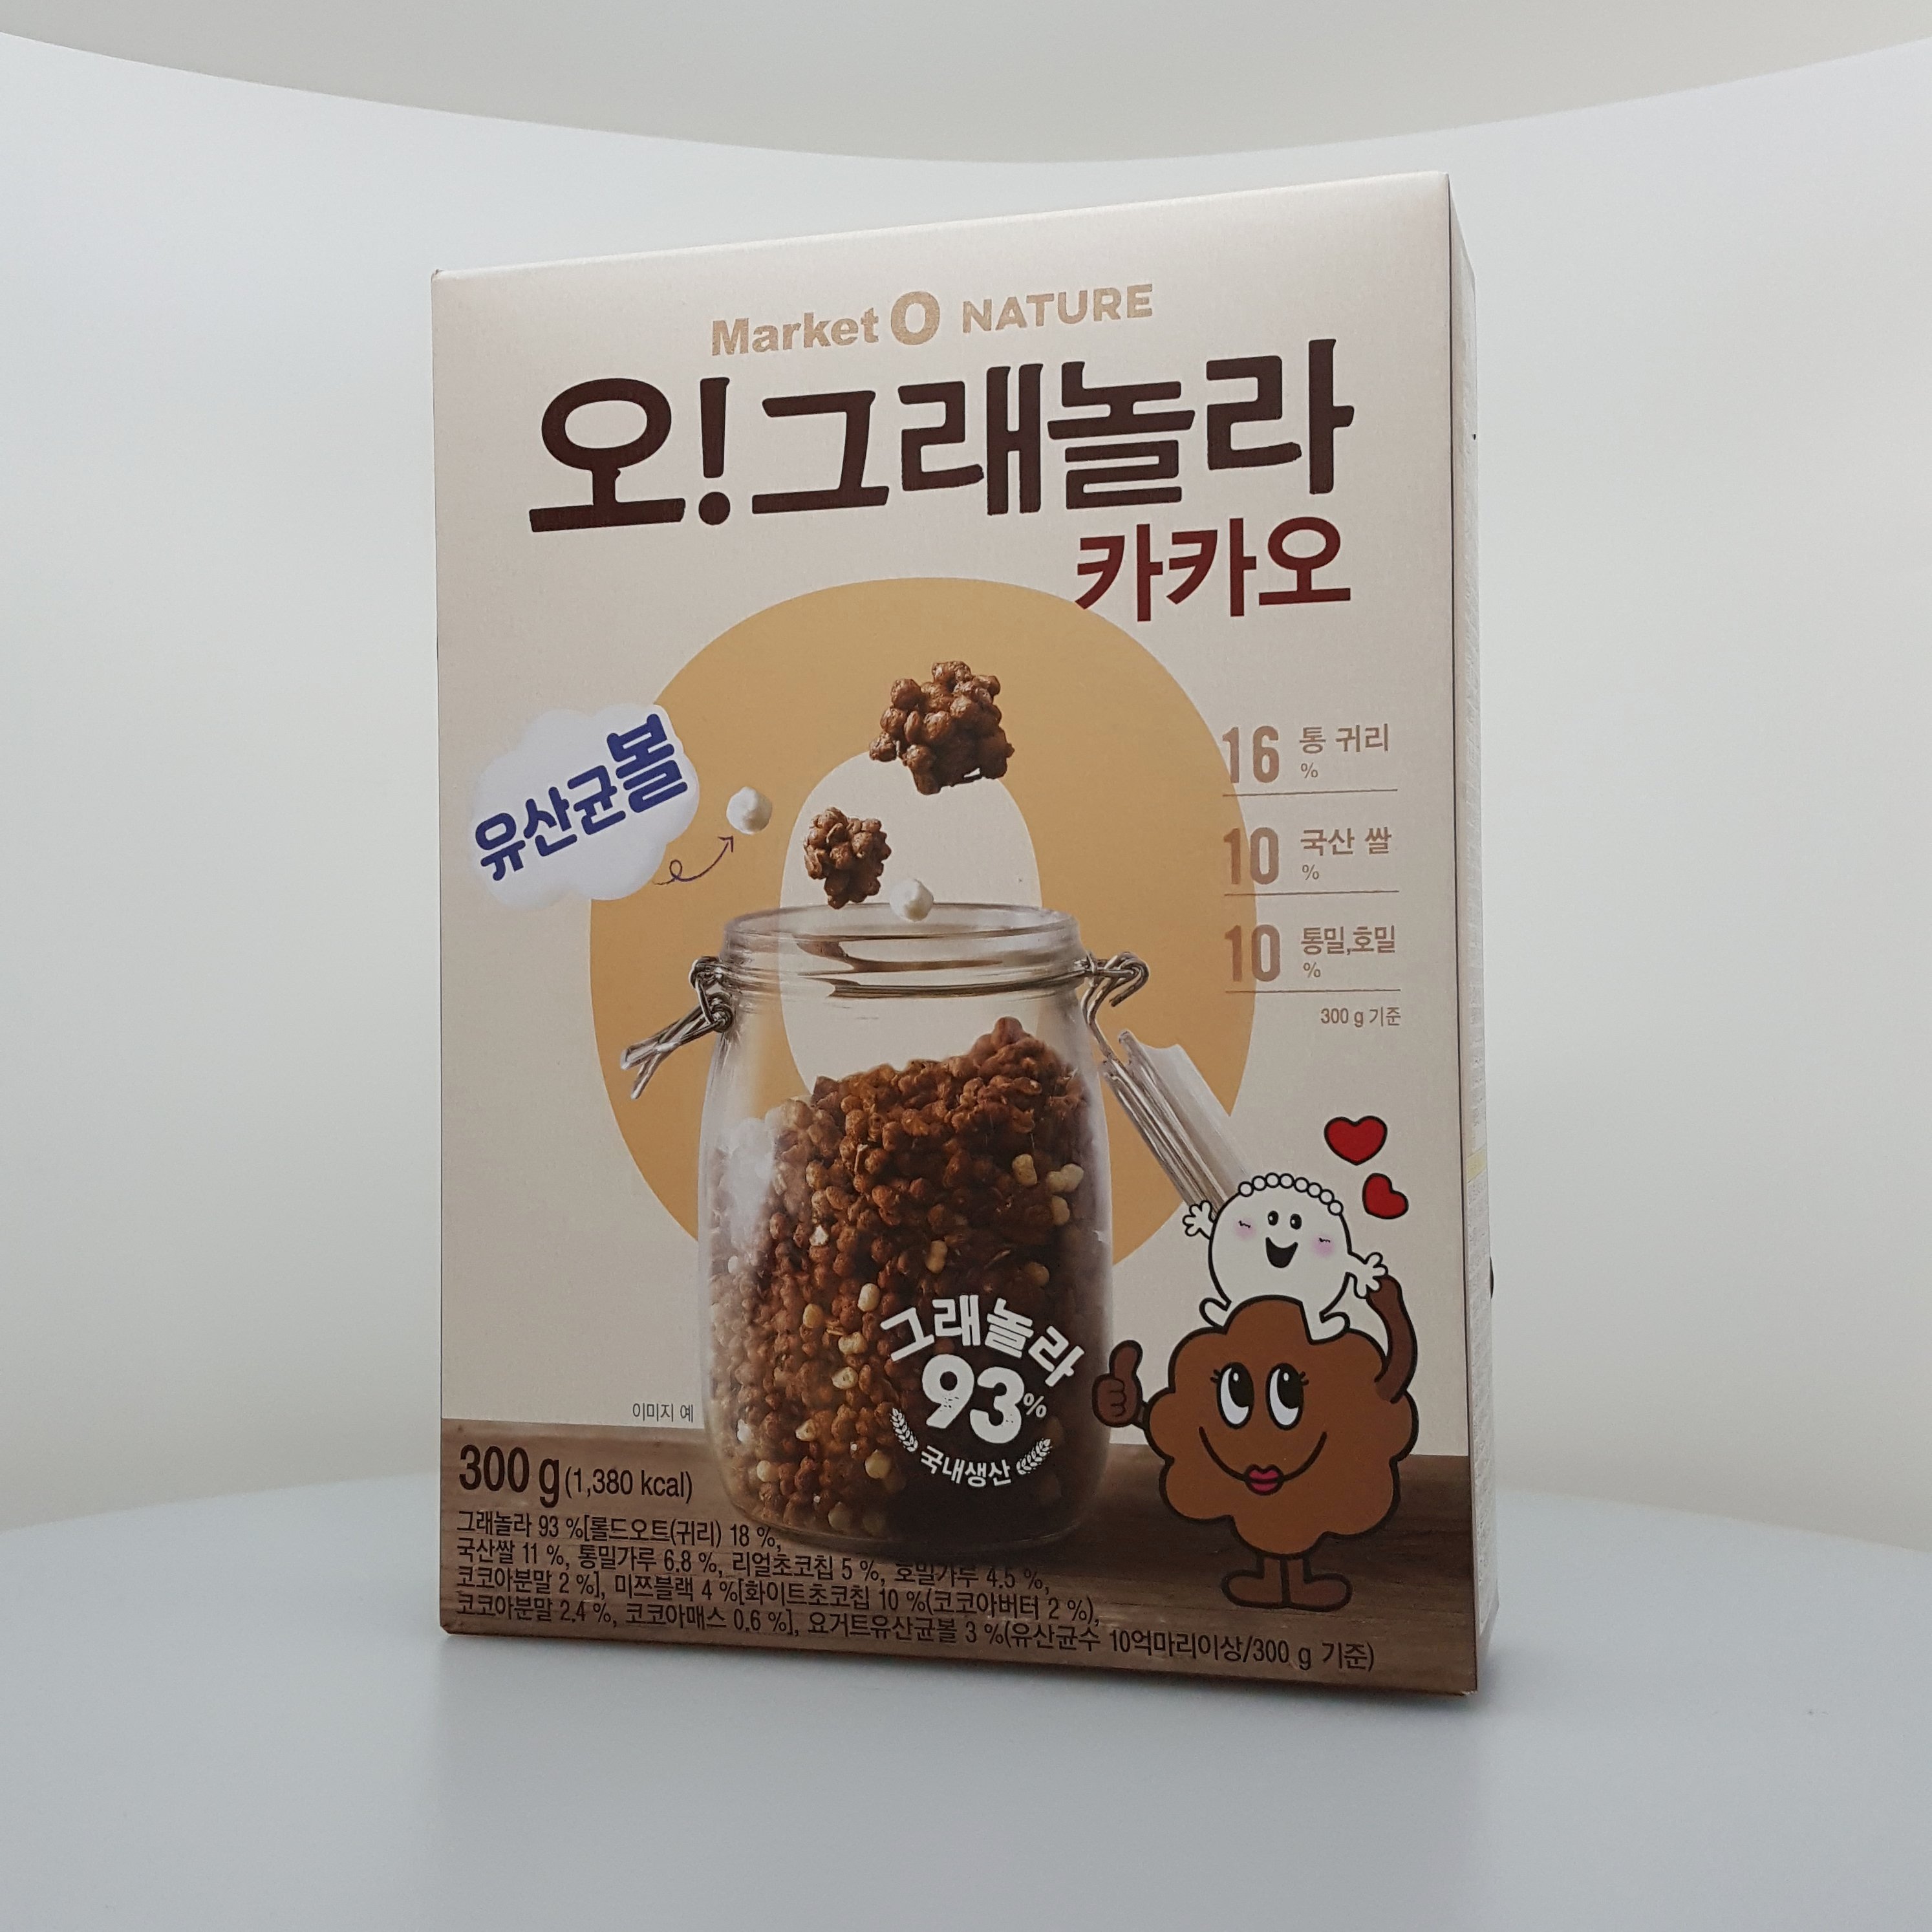 Market O NATURE
오!그래놀라
카카오
유산균볼
16 % 통 귀리
10 % 국산 쌀
10 % 통밀,호밀
300 g 기준
그래놀라
93%
국내생산
이미지 예
300 g (1,380 kcal)
그래놀라 93 %[롤드오트(귀리) 18 %,
국산쌀 11 %, 통밀가루 6.8 %, 리얼초코칩 5 %, 호밀가루 4.5 %,
코코아분말 2 %], 미쯔블랙 4 %[화이트초코칩 10 %(코코아버터 2 %),
코코아분말 2.4 %, 코코아매스 0.6 %], 요거트유산균볼 3 %(유산균수 10억마리이상/300 g 기준)